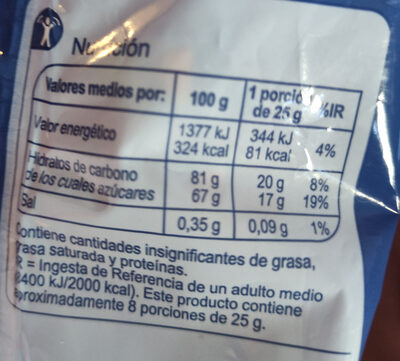 Nutrición
Valores medios por: 100 g 1 porción de 25 g %IR
Valor energético 1377 kJ 344 kJ
324 kcal 81 kcal 4%
Hidratos de carbono 81 g 20 g 8%
de los cuales azúcares 67 g 17 g 19%
Sal 0,35 g 0,09 g 1%
Contiene cantidades insignificantes de grasa,
grasa saturada y proteínas.
IR = Ingesta de Referencia de un adulto medio
(8400 kJ/2000 kcal). Este producto contiene
aproximadamente 8 porciones de 25 g.